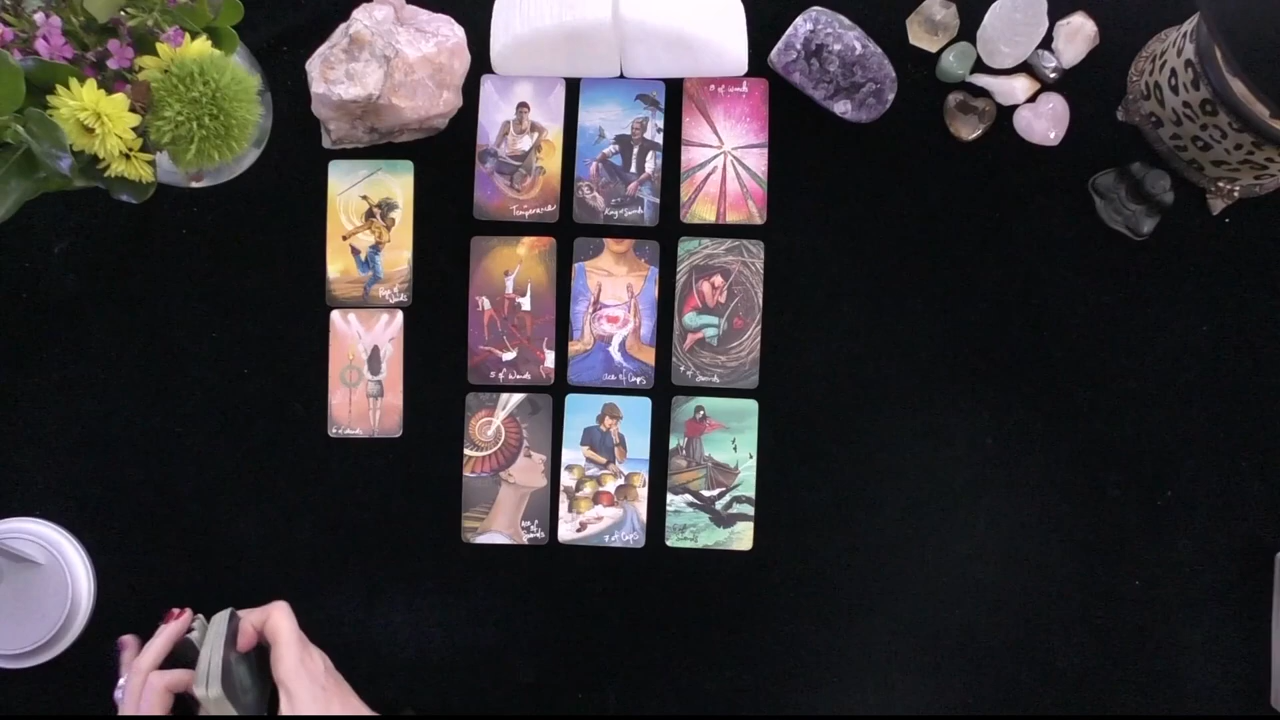 Temperance
King of Swords
8 of Wands
Page of
Wands
5 of Wands
Ace of Cups
4 of Swords
6 of Wands
Ace
of
Swords
7 of Cups
Swords